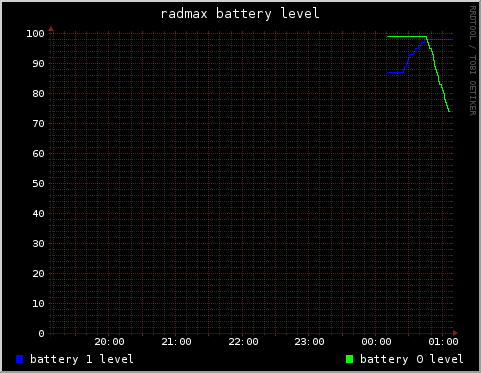 radmax battery level
RRDTOOL / TOBI OETIKER
100
90
80
70
60
50
40
30
20
10
0
20:00 21:00 22:00 23:00 00:00 01:00
battery 1 level battery 0 level